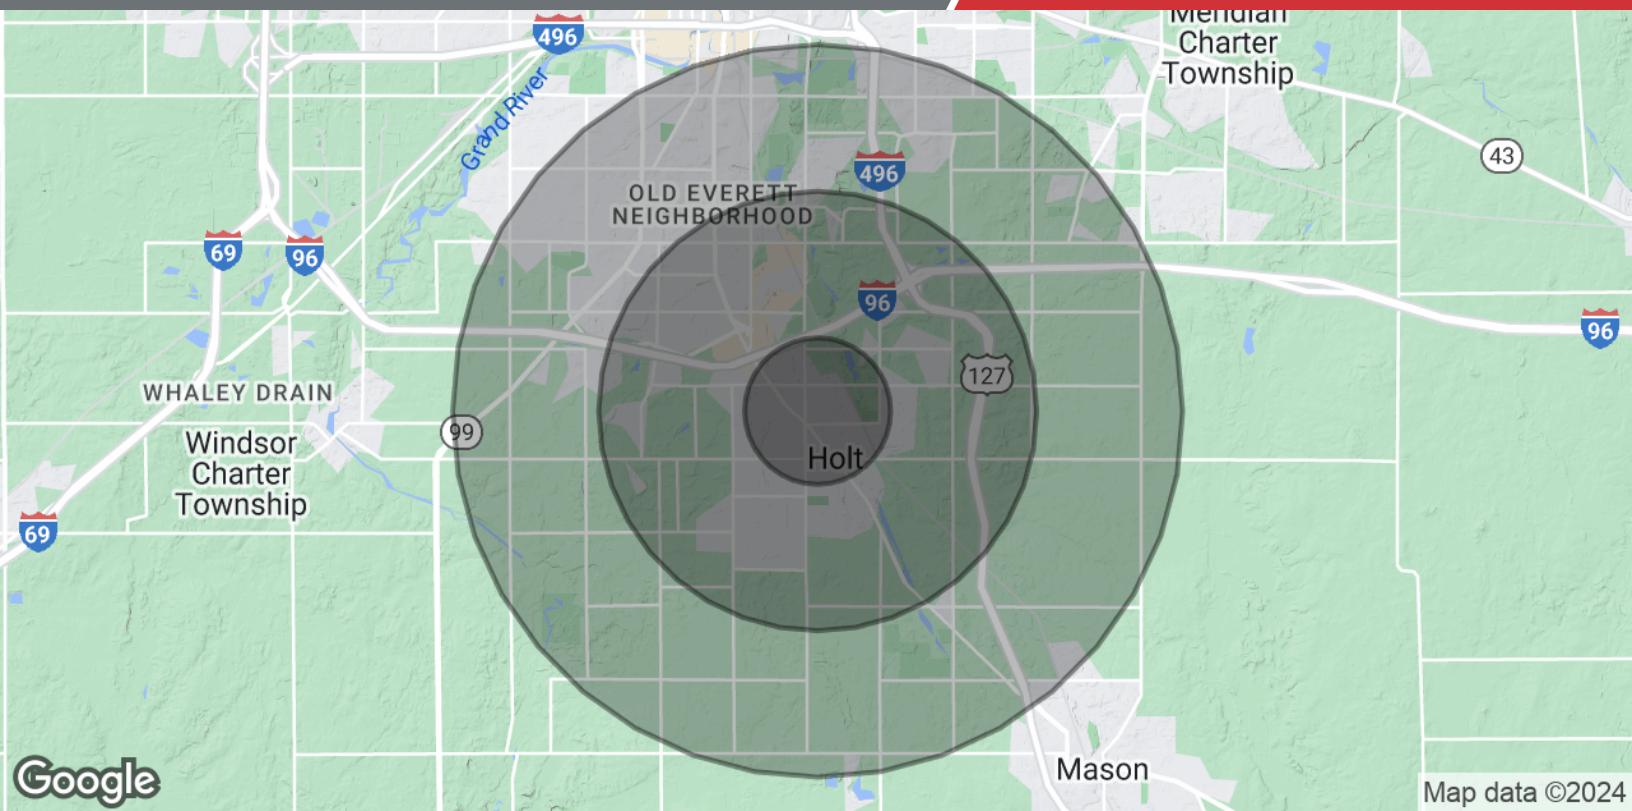 Meridian
Charter
Township
496
Grand River
43
496
OLD EVERETT
NEIGHBORHOOD
69
96
96
96
127
WHALEY DRAIN
99
Windsor
Charter
Township
Holt
69
Mason
Google
Map data ©2024